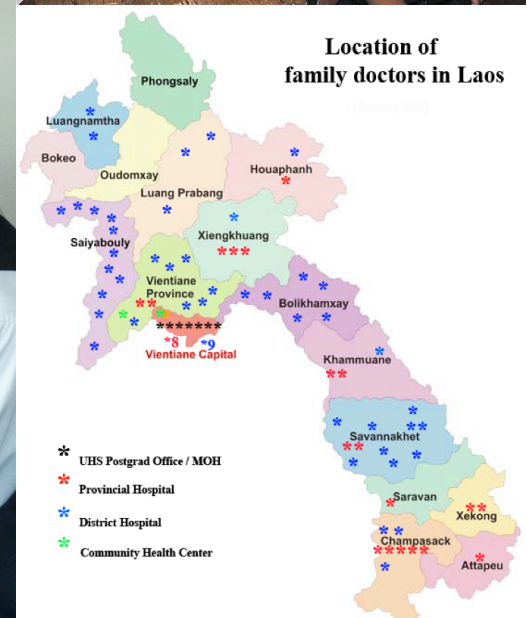 Location of
family doctors in Laos
Phongsaly
Luangnamtha
Bokeo
Oudomxay
Luang Prabang
Houaphanh
Xiengkhuang
***
Saiyabouly
Vientiane
Province
**
*******
*8 *9
Vientiane Capital
Bolikhamxay
Khammuane
**
Savannakhet
**
Saravan
**
Xekong
Champasack
*****
Attapeu
* UHS Postgrad Office / MOH
* Provincial Hospital
* District Hospital
* Community Health Center